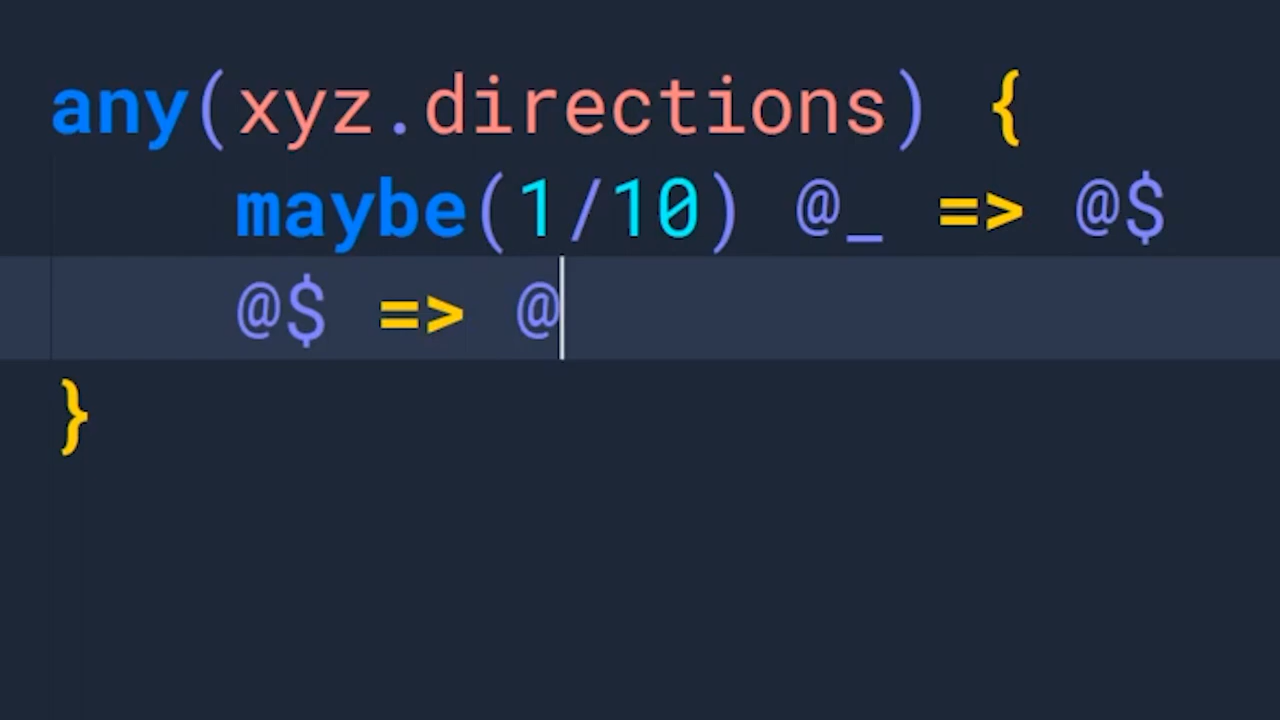 any(xyz.directions) {
    maybe(1/10) @_ => @$
    @$ => @
}